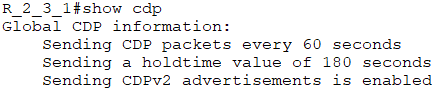 R_2_3_1#show cdp
Global CDP information:
    Sending CDP packets every 60 seconds
    Sending a holdtime value of 180 seconds
    Sending CDPv2 advertisements is enabled